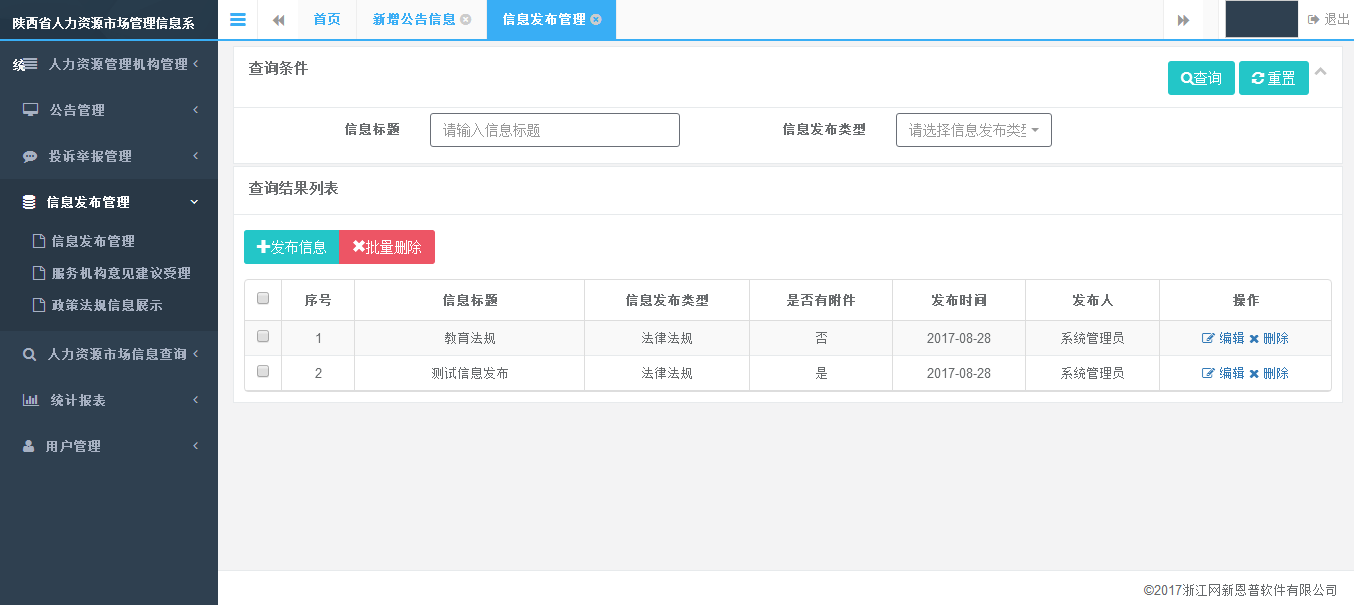 陕西省人力资源市场管理信息系
统
人力资源管理机构管理
公告管理
投诉举报管理
信息发布管理
信息发布管理
服务机构意见建议受理
政策法规信息展示
人力资源市场信息查询
统计报表
用户管理
首页 新增公告信息 信息发布管理 退出
查询条件 查询 重置
信息标题 请输入信息标题 信息发布类型 请选择信息发布类型
查询结果列表
发布信息 批量删除
序号 信息标题 信息发布类型 是否有附件 发布时间 发布人 操作
1 教育法规 法律法规 否 2017-08-28 系统管理员 编辑 删除
2 测试信息发布 法律法规 是 2017-08-28 系统管理员 编辑 删除
©2017浙江网新恩普软件有限公司